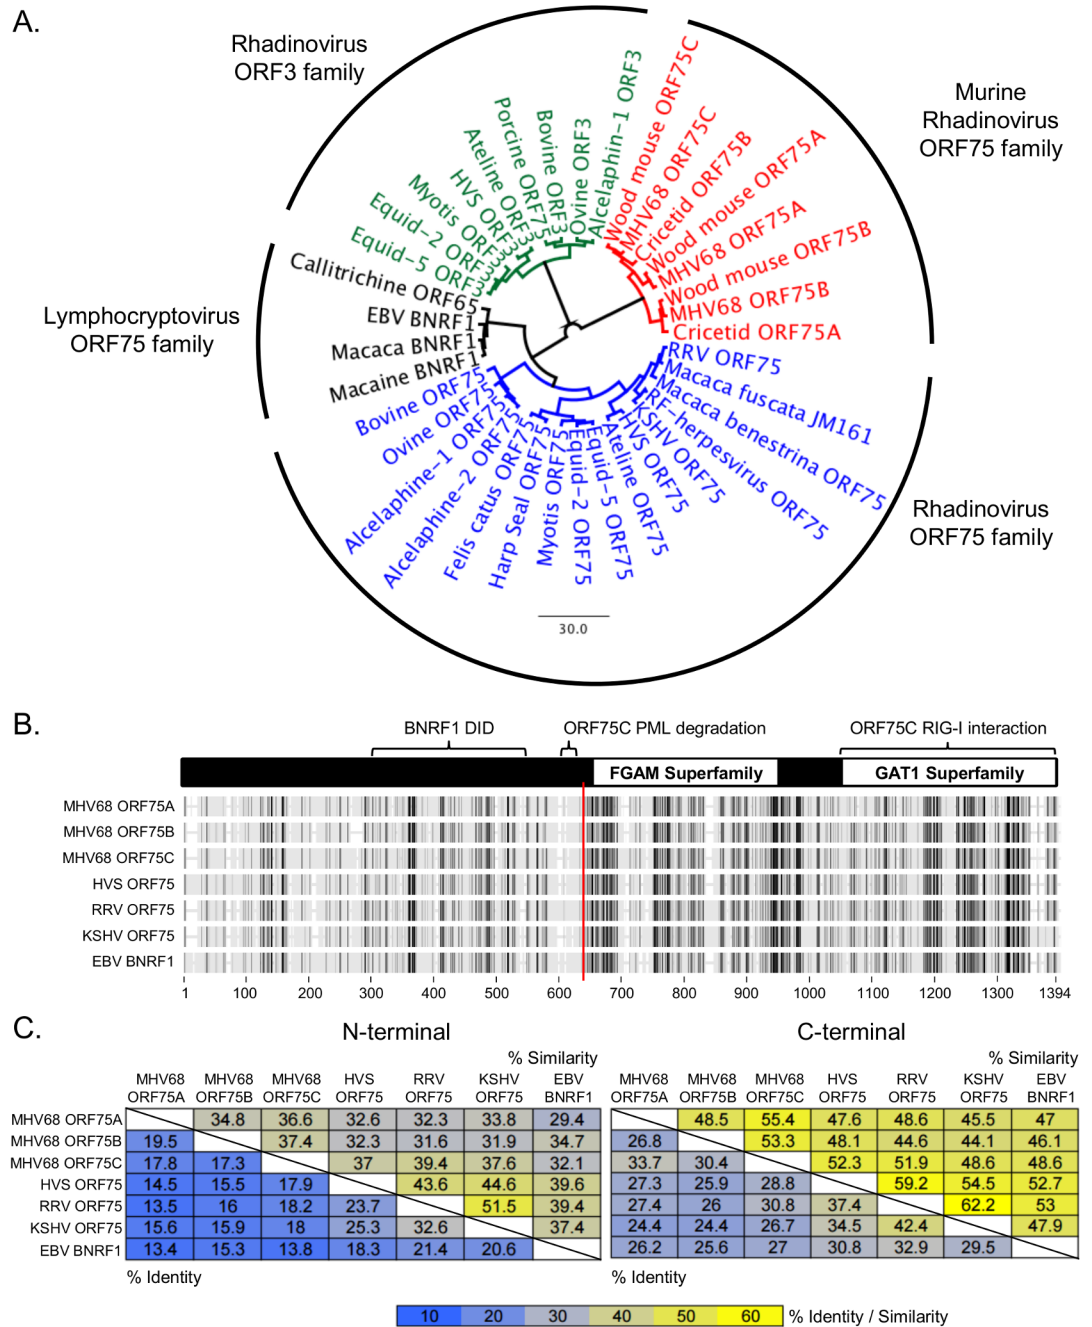 A.
Rhadinovirus
ORF3 family
Murine
Rhadinovirus
ORF75 family
Lymphocryptovirus
ORF75 family
Rhadinovirus
ORF75 family
Wood mouse ORF75C
MHV68 ORF75C
Cricetid ORF75B
Wood mouse ORF75A
MHV68 ORF75A
Wood mouse ORF75B
MHV68 ORF75B
Cricetid ORF75A
RRV ORF75
Macaca fuscata JM161
Macaca benestrina ORF75
RF-herpesvirus ORF75
KSHV ORF75
HVS ORF75
Ateline ORF75
Equid-5 ORF75
Equid-2 ORF75
Myotis ORF75
Harp Seal ORF75
Felis catus ORF75
Alcelaphine-2 ORF75
Alcelaphine-1 ORF75
Ovine ORF75
Bovine ORF75
Macaine BNRF1
Macaca BNRF1
EBV BNRF1
Callitrichine ORF65
Equid-5 ORF3
Equid-2 ORF3
Myotis ORF3
HVS ORF3
Ateline ORF3
Porcine ORF75
Bovine ORF3
Ovine ORF3
Alcelaphin-1 ORF3
30.0
B.
BNRF1 DID
ORF75C PML degradation
ORF75C RIG-I interaction
FGAM Superfamily
GAT1 Superfamily
MHV68 ORF75A
MHV68 ORF75B
MHV68 ORF75C
HVS ORF75
RRV ORF75
KSHV ORF75
EBV BNRF1
1 100 200 300 400 500 600 700 800 900 1000 1100 1200 1300 1394
C.
N-terminal
% Similarity
MHV68 MHV68 MHV68 HVS RRV KSHV EBV
ORF75A ORF75B ORF75C ORF75 ORF75 ORF75 BNRF1
MHV68 ORF75A 34.8 36.6 32.6 32.3 33.8 29.4
MHV68 ORF75B 19.5 37.4 32.3 31.6 31.9 34.7
MHV68 ORF75C 17.8 17.3 37 39.4 37.6 32.1
HVS ORF75 14.5 15.5 17.9 43.6 44.6 39.6
RRV ORF75 13.5 16 18.2 23.7 51.5 39.4
KSHV ORF75 15.6 15.9 18 25.3 32.6 37.4
EBV BNRF1 13.4 15.3 13.8 18.3 21.4 20.6
% Identity
C-terminal
% Similarity
MHV68 MHV68 MHV68 HVS RRV KSHV EBV
ORF75A ORF75B ORF75C ORF75 ORF75 ORF75 BNRF1
48.5 55.4 47.6 48.6 45.5 47
26.8 53.3 48.1 44.6 44.1 46.1
33.7 30.4 52.3 51.9 48.6 48.6
27.3 25.9 28.8 59.2 54.5 52.7
27.4 26 30.8 37.4 62.2 53
24.4 24.4 26.7 34.5 42.4 47.9
26.2 25.6 27 30.8 32.9 29.5
% Identity
10 20 30 40 50 60 % Identity / Similarity